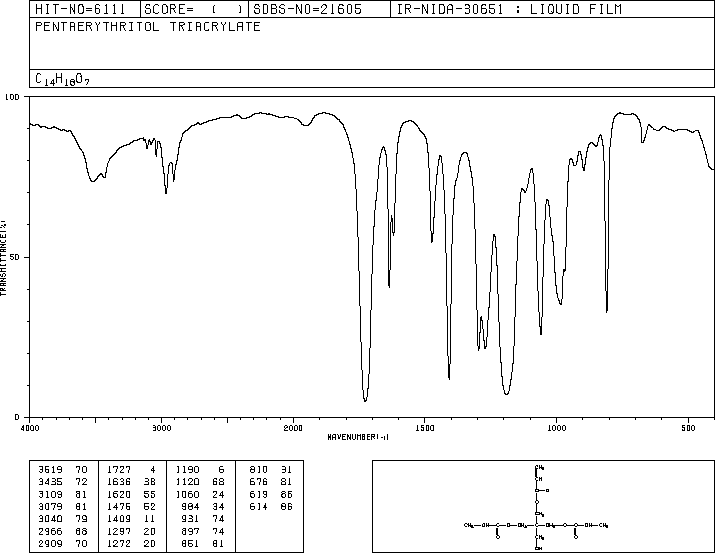 HIT-NO=6111 SCORE= ( ) SDBS-NO=21605 IR-NIDA-30651 : LIQUID FILM
PENTAERYTHRITOL TRIACRYLATE
C14H18O7
100
50
0
TRANSMITTANCE(%)
4000 3000 2000 1500 1000 500
WAVENUMBER(-1)
3519 70 1727 4 1190 6 810 31
3435 72 1636 38 1120 68 676 81
3109 81 1620 55 1060 24 619 86
3079 81 1476 52 984 34 614 86
3040 79 1409 11 931 74
2966 68 1297 20 897 74
2909 70 1272 20 851 81